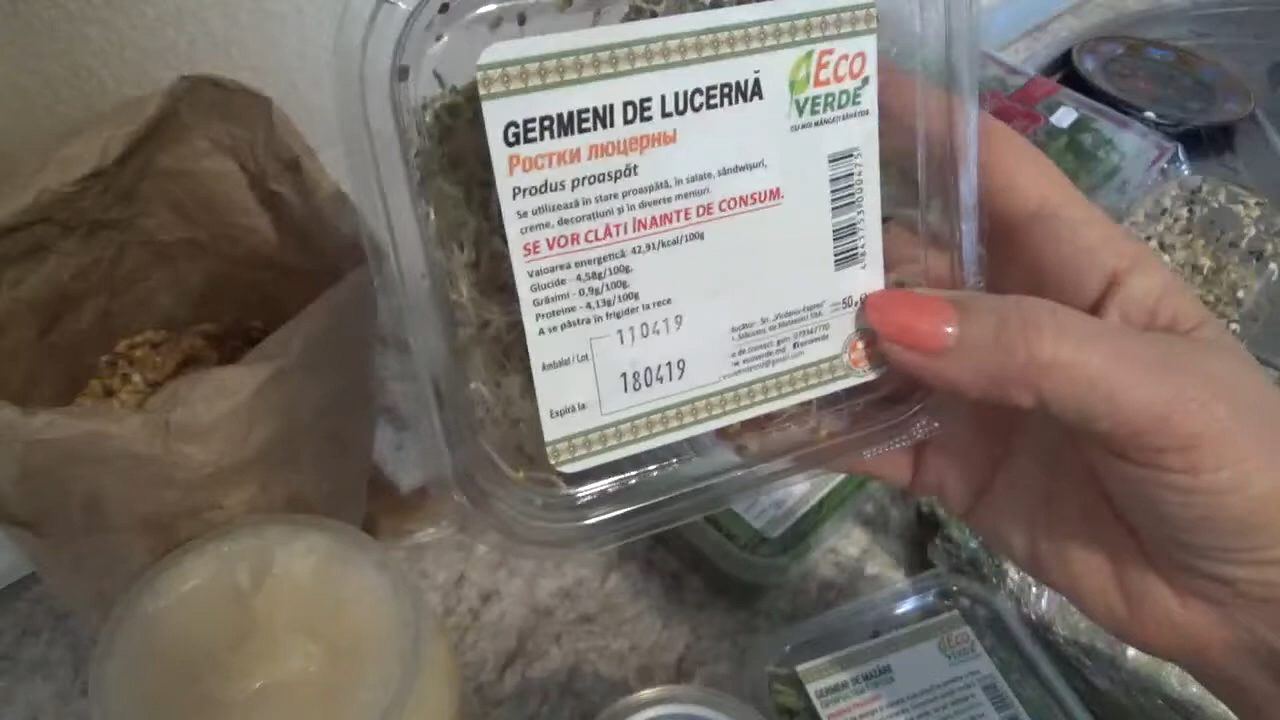 Eco
VERDE
GERMENI DE LUCERNĂ
Ростки люцерны
Produs proaspăt
Se utilizează în stare proaspătă, în salate, sandwișuri,
creme, decorațiuni și în diverse meniuri.
SE VOR CLĂTI ÎNAINTE DE CONSUM.
Valoarea energetică: 42,91/kcal/100g
Glucide - 4,58g/100g,
Grăsimi - 0,9g/100g,
Proteine - 4,13g/100g
A se păstra în frigider la rece
Ambalat / Lot
110419
Expiră la:
180419
50
Eco
VERDE
GERMENI DE MAZĂRE